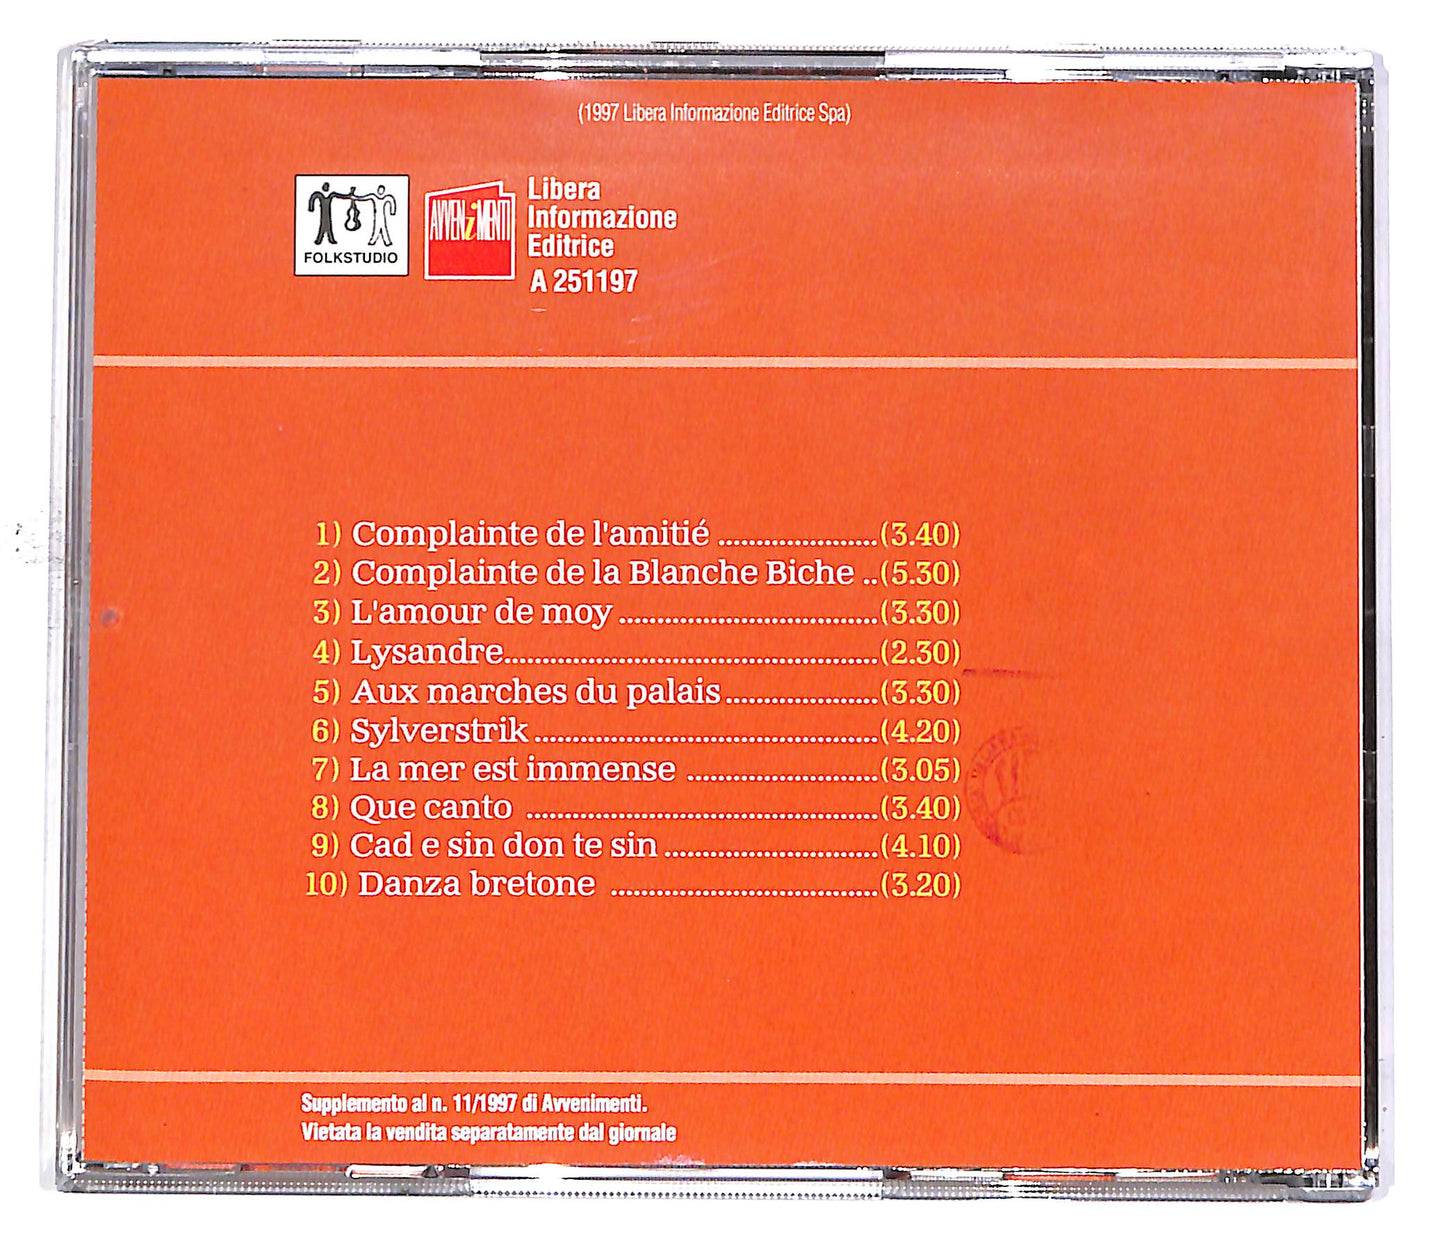 (1997 Libera Informazione Editrice Spa)
FOLKSTUDIO
AVVENiMENTI
Libera
Informazione
Editrice
A 251197
1) Complainte de l'amitié ......................(3.40)
2) Complainte de la Blanche Biche ..(5.30)
3) L'amour de moy ..................................(3.30)
4) Lysandre.................................................(2.30)
5) Aux marches du palais ....................(3.30)
6) Sylverstrik .............................................(4.20)
7) La mer est immense .........................(3.05)
8) Que canto ..............................................(3.40)
9) Cad e sin don te sin ............................(4.10)
10) Danza bretone ...................................(3.20)
Supplemento al n. 11/1997 di Avvenimenti.
Vietata la vendita separatamente dal giornale